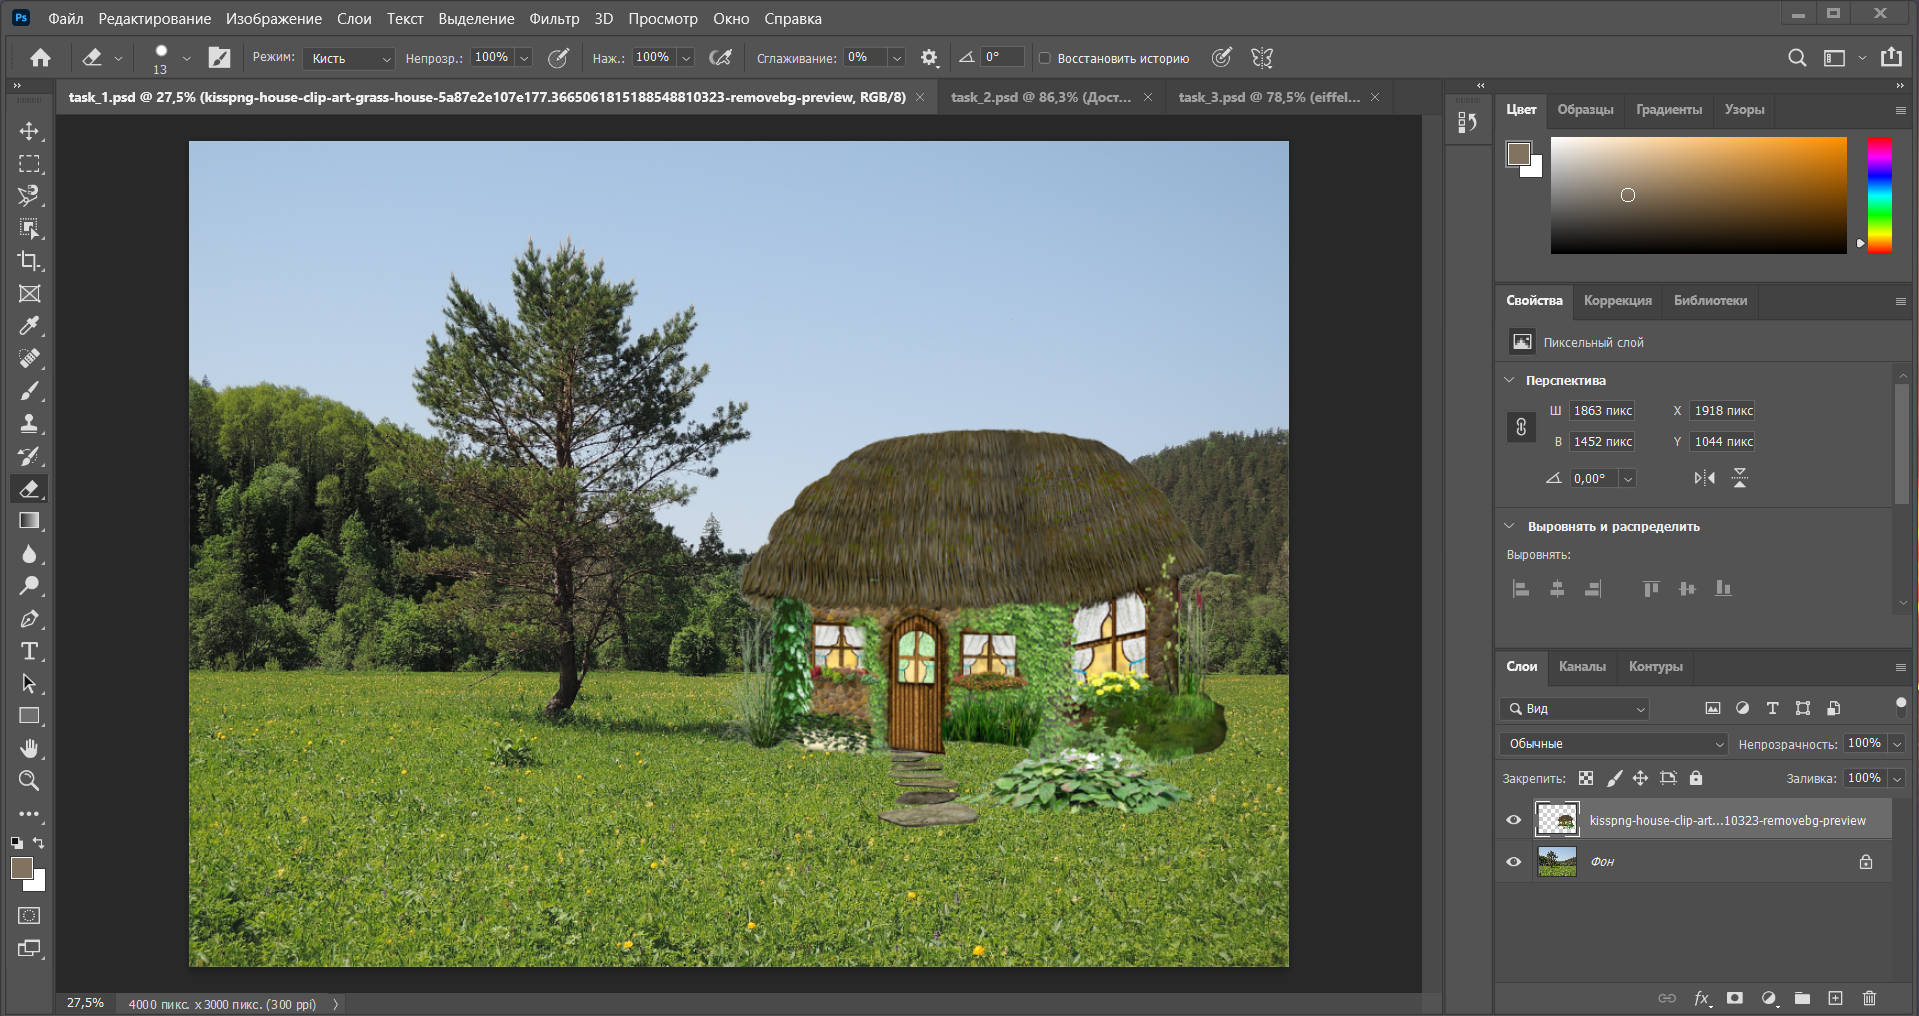 Ps Файл Редактирование Изображение Слои Текст Выделение Фильтр 3D Просмотр Окно Справка
13 Режим: Кисть Непрозр.: 100% Наж.: 100% Сглаживание: 0% 0° Восстановить историю
task_1.psd @ 27,5% (kisspng-house-clip-art-grass-house-5a87e2e107e177.3665061815188548810323-removebg-preview, RGB/8) task_2.psd @ 86,3% (Дост... task_3.psd @ 78,5% (eiffel...
Цвет Образцы Градиенты Узоры
Свойства Коррекция Библиотеки
Пиксельный слой
Перспектива
Ш 1863 пикс X 1918 пикс
В 1452 пикс Y 1044 пикс
0,00°
Выровнять и распределить
Выровнять:
Слои Каналы Контуры
Вид
Обычные Непрозрачность: 100%
Закрепить: Заливка: 100%
kisspng-house-clip-art...10323-removebg-preview
Фон
27,5% 4000 пикс. x 3000 пикс. (300 ppi)
fx